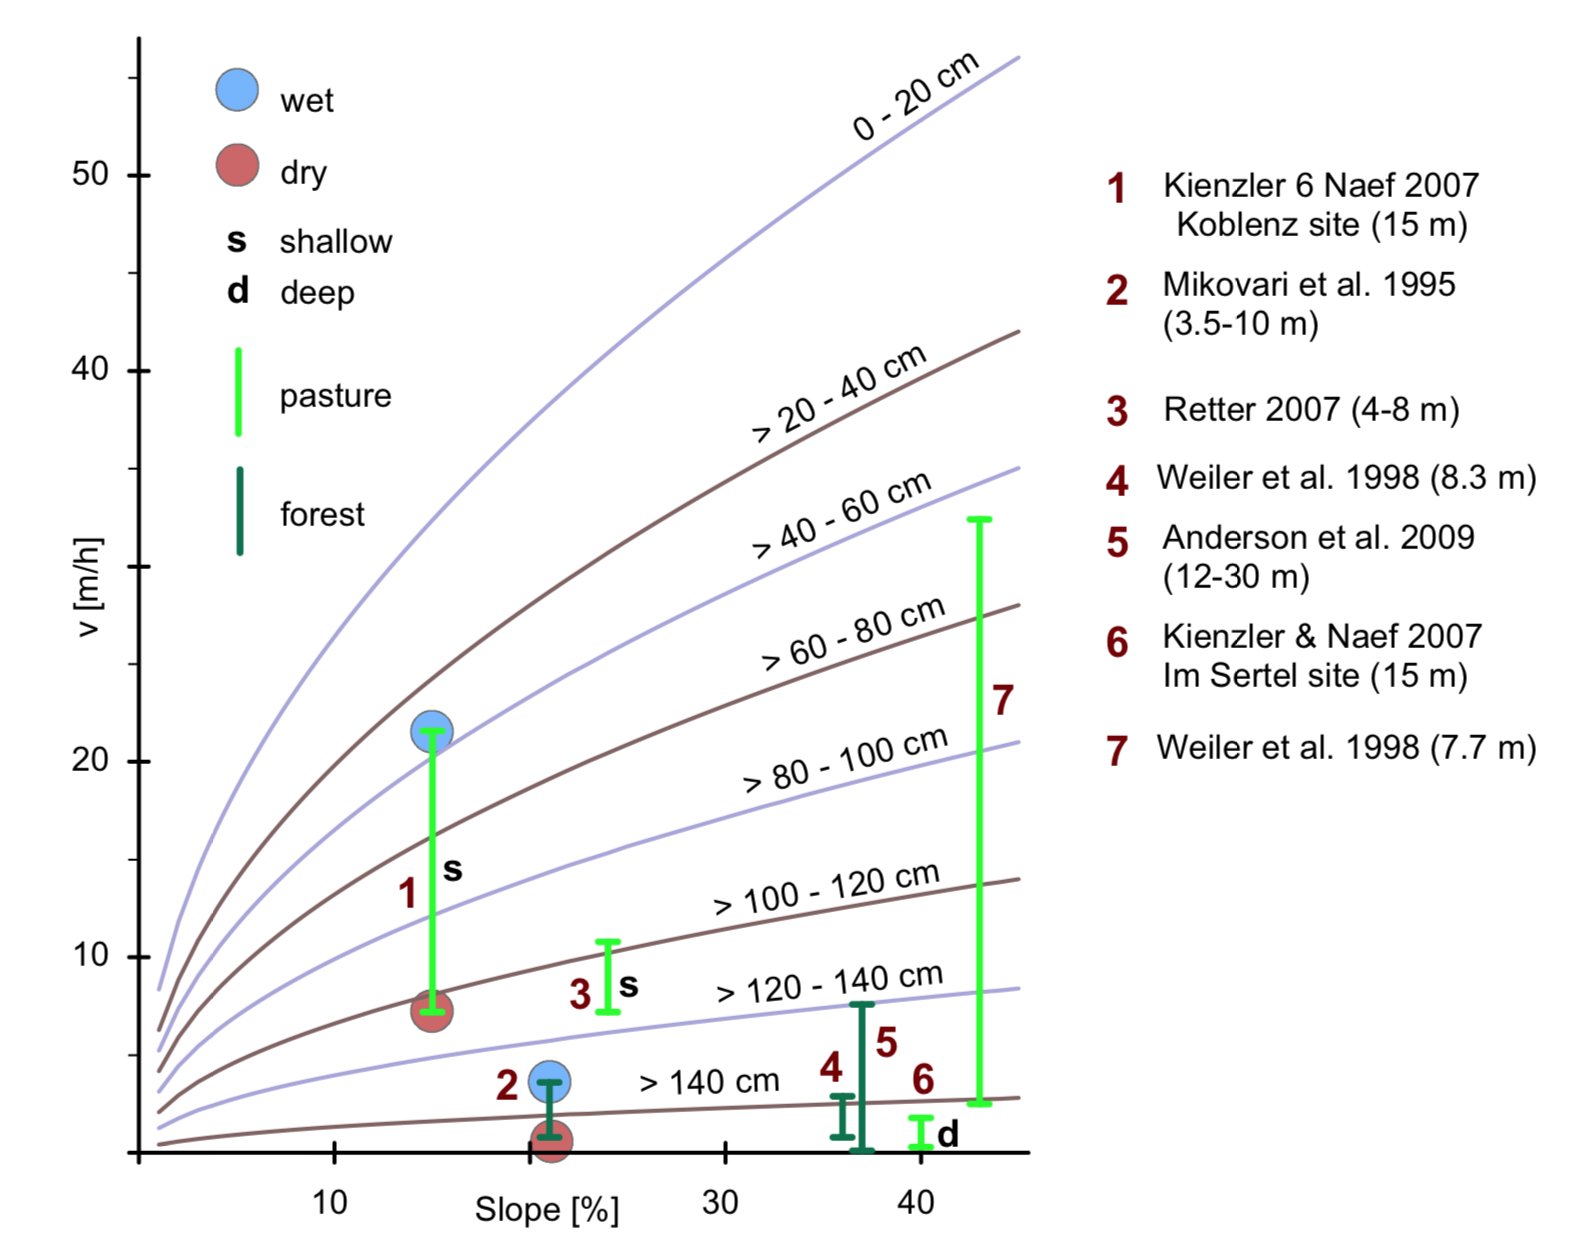 wet
dry
s shallow
d deep
pasture
forest
50
40
20
10
v [m/h]
10
30
40
Slope [%]
0 - 20 cm
> 20 - 40 cm
> 40 - 60 cm
> 60 - 80 cm
> 80 - 100 cm
> 100 - 120 cm
> 120 - 140 cm
> 140 cm
1
s
2
3
s
4
5
6
d
7
1 Kienzler 6 Naef 2007
Koblenz site (15 m)
2 Mikovari et al. 1995
(3.5-10 m)
3 Retter 2007 (4-8 m)
4 Weiler et al. 1998 (8.3 m)
5 Anderson et al. 2009
(12-30 m)
6 Kienzler & Naef 2007
Im Sertel site (15 m)
7 Weiler et al. 1998 (7.7 m)